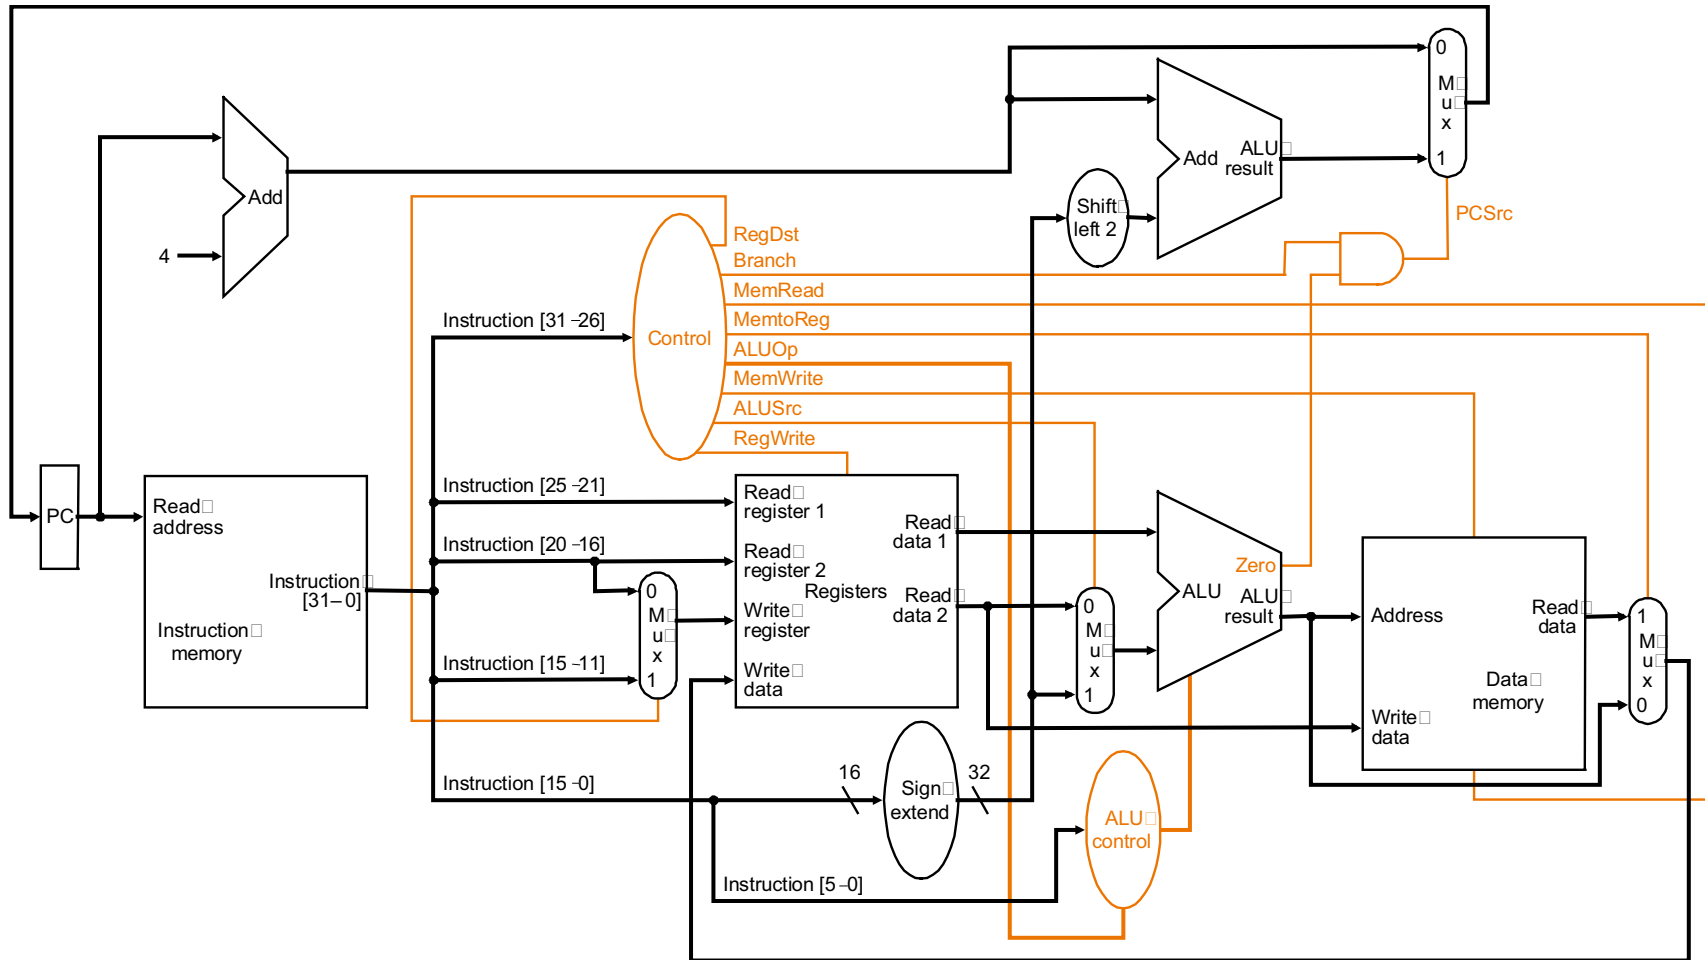 0
M
u
x
1
Add
ALU
result
Add
4
Shift
left 2
PCSrc
RegDst
Branch
MemRead
MemtoReg
ALUOp
MemWrite
ALUSrc
RegWrite
Control
Instruction [31–26]
Instruction [25–21]
Instruction [20–16]
Instruction [15–11]
Instruction [15–0]
Instruction [5–0]
PC
Read
address
Instruction
[31–0]
Instruction
memory
0
M
u
x
1
Read
register 1
Read
register 2
Write
register
Write
data
Registers
Read
data 1
Read
data 2
0
M
u
x
1
Zero
ALU
ALU
result
Address
Write
data
Read
data
Data
memory
1
M
u
x
0
16
Sign
extend
32
ALU
control